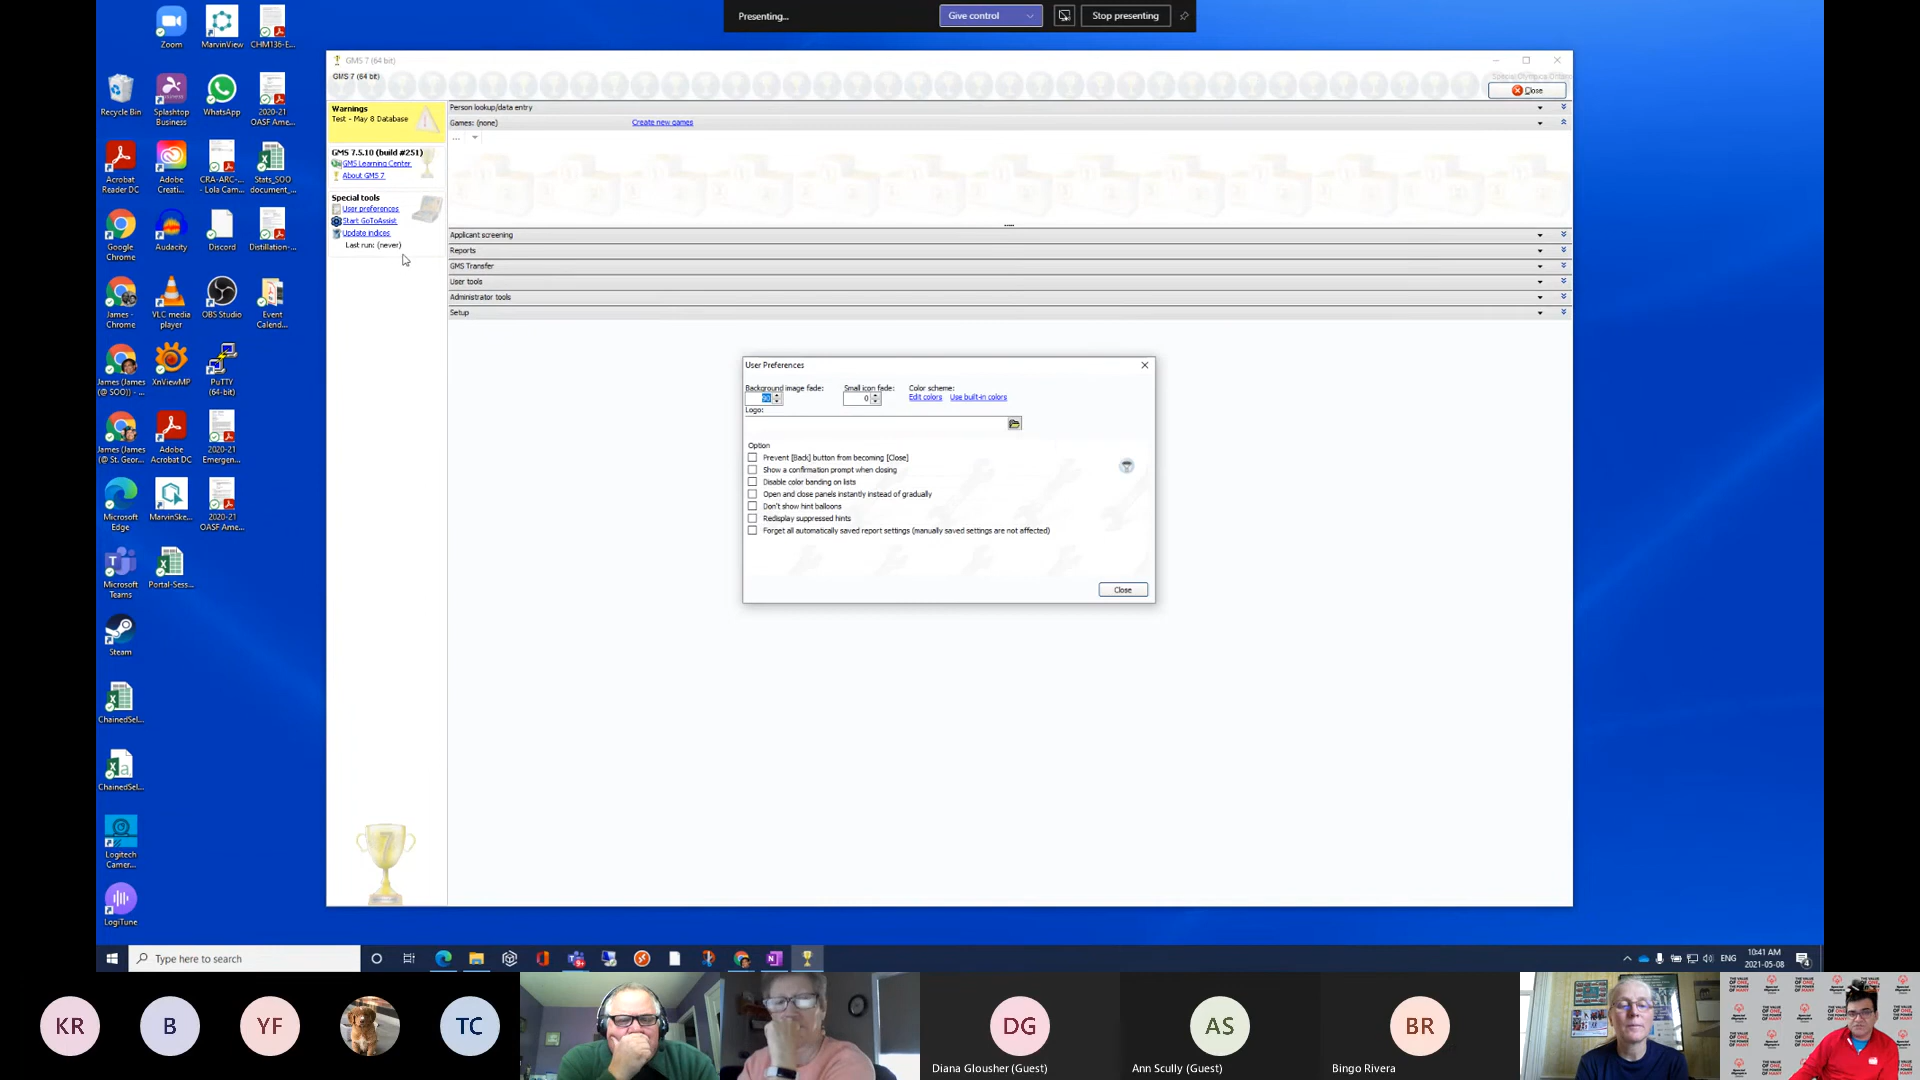 Presenting...
Give control
Stop presenting
Zoom
MarvinView
CHM136-E...
Recycle Bin
Splashtop Business
WhatsApp
2020-21 OASF Ame...
Acrobat Reader DC
Adobe Creati...
CRA-ARC-... - Lola Cam...
Stats_SOO document_...
Google Chrome
Audacity
Discord
Distillation-...
James - Chrome
VLC media player
OBS Studio
Event Calend...
James (James (@ SOO)) - ...
XnViewMP
PuTTY (64-bit)
James (James (@ St. Geor...
Adobe Acrobat DC
2020-21 Emergen...
Microsoft Edge
MarvinSke...
2020-21 OASF Ame...
Microsoft Teams
Portal-Sess...
Steam
ChainedSel...
ChainedSel...
Logitech Camer...
LogiTune
GMS 7 (64 bit)
GMS 7 (64 bit)
Close
Warnings
Test - May 8 Database
GMS 7.5.10 (build #251)
GMS Learning Center
About GMS 7
Special tools
User preferences
Start GoToAssist
Update indices
Last run: (never)
Person lookup/data entry
Games: (none)
Create new games
...
Applicant screening
Reports
GMS Transfer
User tools
Administrator tools
Setup
User Preferences
Background image fade:
Small icon fade:
Color scheme:
90
0
Edit colors
Use built-in colors
Logo:
Option
Prevent [Back] button from becoming [Close]
Show a confirmation prompt when closing
Disable color banding on lists
Open and close panels instantly instead of gradually
Don't show hint balloons
Redisplay suppressed hints
Forget all automatically saved report settings (manually saved settings are not affected)
Close
Type here to search
ENG
10:41 AM
2021-05-08
KR
B
YF
TC
DG
Diana Glousher (Guest)
AS
Ann Scully (Guest)
BR
Bingo Rivera